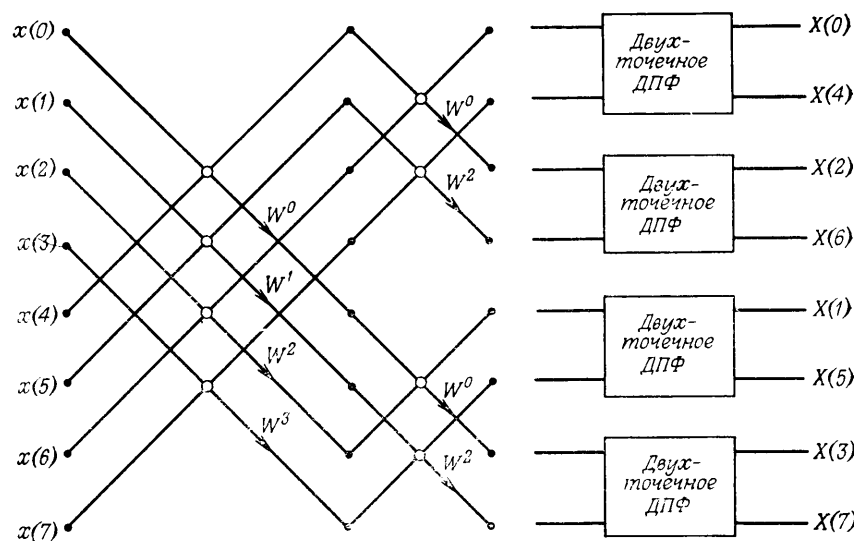 x(0)
x(1)
x(2)
x(3)
x(4)
x(5)
x(6)
x(7)
W⁰
W¹
W²
W³
W⁰
W²
W⁰
W²
Двух-
точечное
ДПФ
Двух-
точечное
ДПФ
Двух-
точечное
ДПФ
Двух-
точечное
ДПФ
X(0)
X(4)
X(2)
X(6)
X(1)
X(5)
X(3)
X(7)